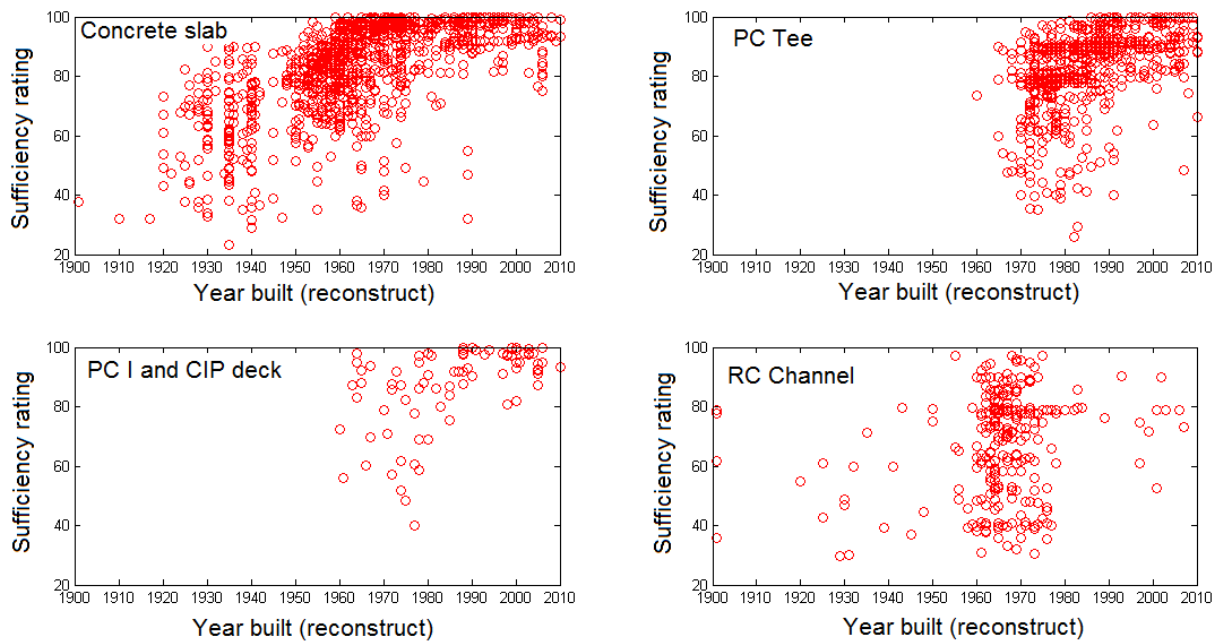 Concrete slab
Sufficiency rating
100
80
60
40
20
1900 1910 1920 1930 1940 1950 1960 1970 1980 1990 2000 2010
Year built (reconstruct)
PC Tee
Sufficiency rating
100
80
60
40
20
1900 1910 1920 1930 1940 1950 1960 1970 1980 1990 2000 2010
Year built (reconstruct)
PC I and CIP deck
Sufficiency rating
100
80
60
40
20
1900 1910 1920 1930 1940 1950 1960 1970 1980 1990 2000 2010
Year built (reconstruct)
RC Channel
Sufficiency rating
100
80
60
40
20
1900 1910 1920 1930 1940 1950 1960 1970 1980 1990 2000 2010
Year built (reconstruct)